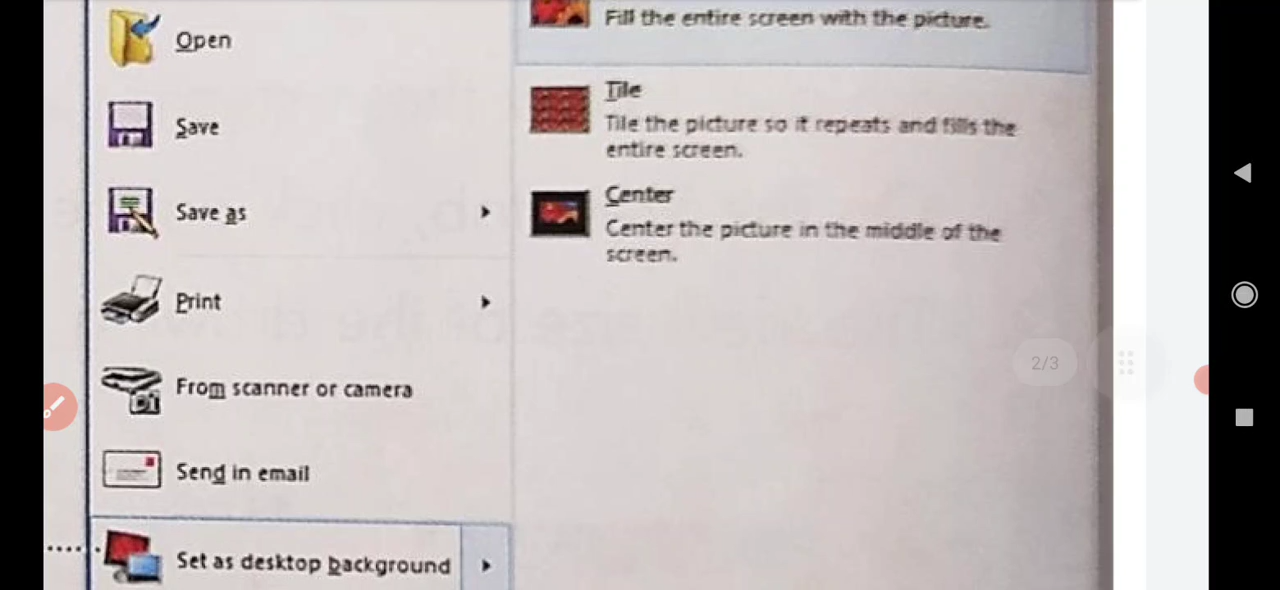 Open
Save
Save as
Print
From scanner or camera
Send in email
Set as desktop background
Fill the entire screen with the picture.
Tile
Tile the picture so it repeats and fills the
entire screen.
Center
Center the picture in the middle of the
screen.
2/3